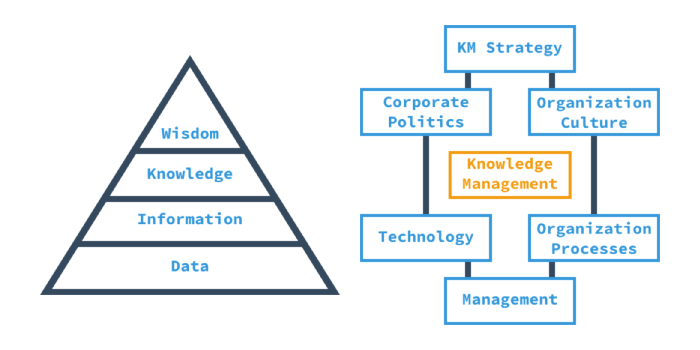 Wisdom
Knowledge
Information
Data
KM Strategy
Corporate
Politics
Organization
Culture
Knowledge
Management
Technology
Organization
Processes
Management